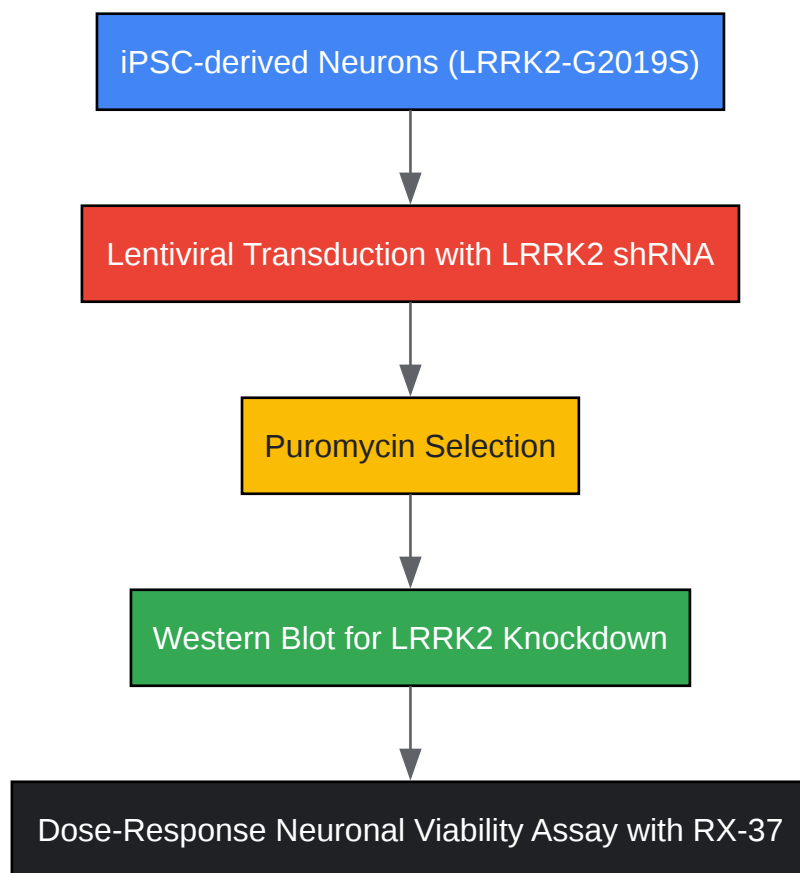 iPSC-derived Neurons (LRRK2-G2019S)
Lentiviral Transduction with LRRK2 shRNA
Puromycin Selection
Western Blot for LRRK2 Knockdown
Dose-Response Neuronal Viability Assay with RX-37